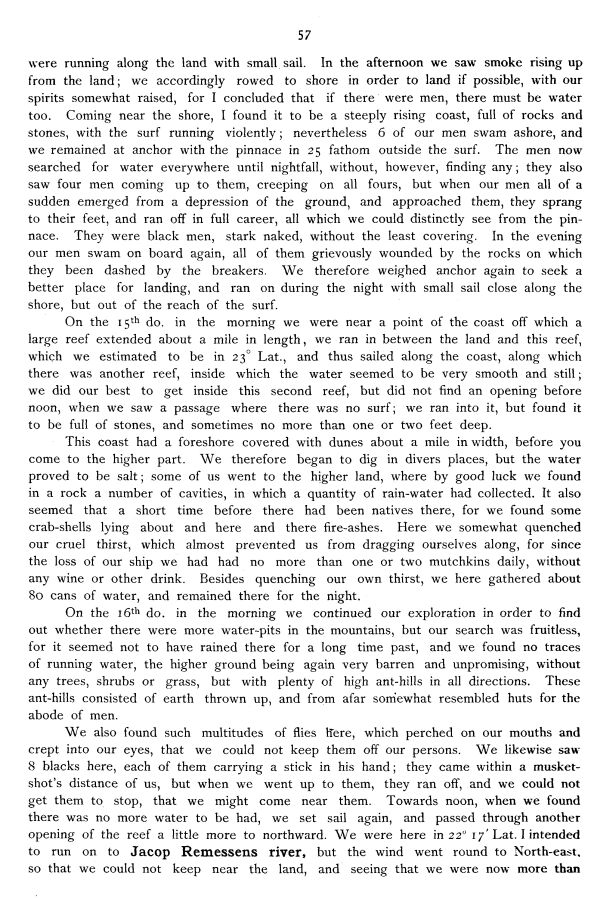 57
were running along the land with small sail. In the afternoon we saw smoke rising up
from the land; we accordingly rowed to shore in order to land if possible, with our
spirits somewhat raised, for I concluded that if there were men, there must be water
too. Coming near the shore, I found it to be a steeply rising coast, full of rocks and
stones, with the surf running violently; nevertheless 6 of our men swam ashore, and
we remained at anchor with the pinnace in 25 fathom outside the surf. The men now
searched for water everywhere until nightfall, without, however, finding any; they also
saw four men coming up to them, creeping on all fours, but when our men all of a
sudden emerged from a depression of the ground, and approached them, they sprang
to their feet, and ran off in full career, all which we could distinctly see from the pin-
nace. They were black men, stark naked, without the least covering. In the evening
our men swam on board again, all of them grievously wounded by the rocks on which
they been dashed by the breakers. We therefore weighed anchor again to seek a
better place for landing, and ran on during the night with small sail close along the
shore, but out of the reach of the surf.
On the 15th do. in the morning we were near a point of the coast off which a
large reef extended about a mile in length, we ran in between the land and this reef,
which we estimated to be in 23° Lat., and thus sailed along the coast, along which
there was another reef, inside which the water seemed to be very smooth and still;
we did our best to get inside this second reef, but did not find an opening before
noon, when we saw a passage where there was no surf; we ran into it, but found it
to be full of stones, and sometimes no more than one or two feet deep.
This coast had a foreshore covered with dunes about a mile in width, before you
come to the higher part. We therefore began to dig in divers places, but the water
proved to be salt; some of us went to the higher land, where by good luck we found
in a rock a number of cavities, in which a quantity of rain-water had collected. It also
seemed that a short time before there had been natives there, for we found some
crab-shells lying about and here and there fire-ashes. Here we somewhat quenched
our cruel thirst, which almost prevented us from dragging ourselves along, for since
the loss of our ship we had had no more than one or two mutchkins daily, without
any wine or other drink. Besides quenching our own thirst, we here gathered about
80 cans of water, and remained there for the night.
On the 16th do. in the morning we continued our exploration in order to find
out whether there were more water-pits in the mountains, but our search was fruitless,
for it seemed not to have rained there for a long time past, and we found no traces
of running water, the higher ground being again very barren and unpromising, without
any trees, shrubs or grass, but with plenty of high ant-hills in all directions. These
ant-hills consisted of earth thrown up, and from afar somewhat resembled huts for the
abode of men.
We also found such multitudes of flies here, which perched on our mouths and
crept into our eyes, that we could not keep them off our persons. We likewise saw
8 blacks here, each of them carrying a stick in his hand; they came within a musket-
shot's distance of us, but when we went up to them, they ran off, and we could not
get them to stop, that we might come near them. Towards noon, when we found
there was no more water to be had, we set sail again, and passed through another
opening of the reef a little more to northward. We were here in 22° 17′ Lat. I intended
to run on to Jacop Remessens river, but the wind went round to North-east,
so that we could not keep near the land, and seeing that we were now more than